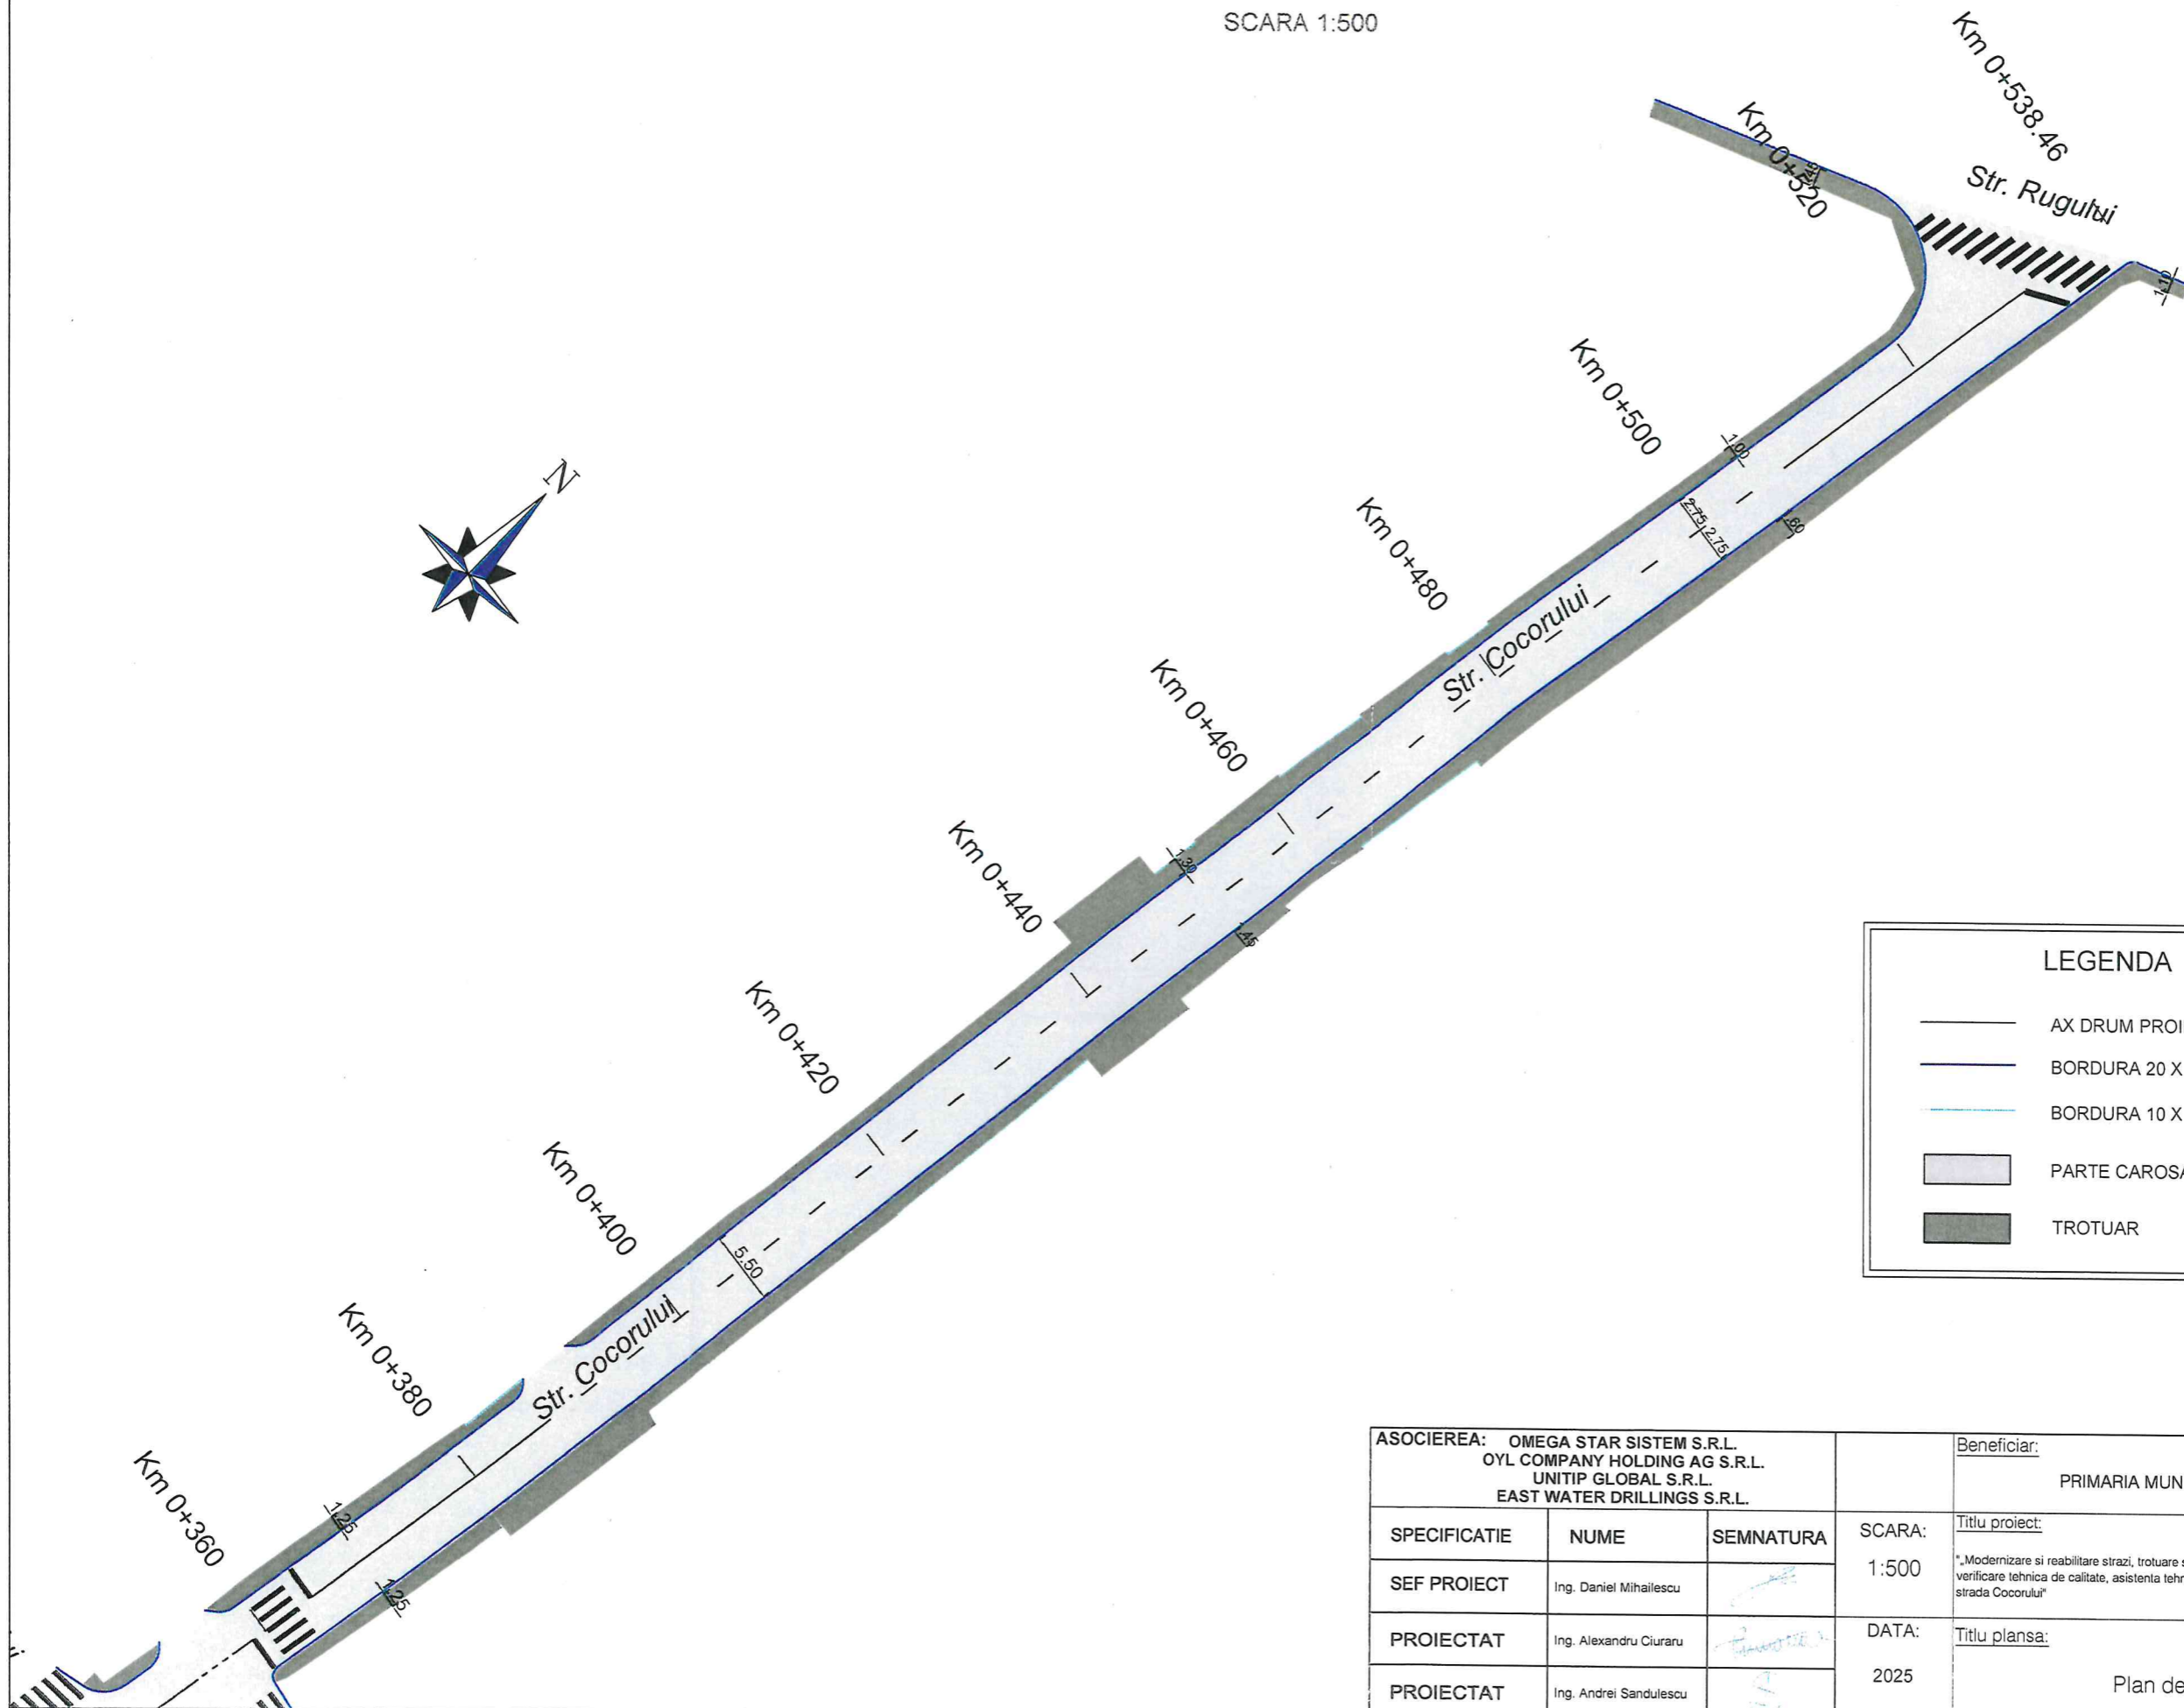 SCARA 1:500
Km 0+538.46
Km 0+520
Str. Rugului
1.10
Km 0+500
1.00
2.75
2.75
Km 0+480
Str. Cocorului
Km 0+460
N
Km 0+440
1.30
Km 0+420
Km 0+400
5.50
Str. Cocorului
Km 0+380
Km 0+360
1.25
1.25
LEGENDA
AX DRUM PROI
BORDURA 20 X
BORDURA 10 X
PARTE CAROSA
TROTUAR
ASOCIEREA: OMEGA STAR SISTEM S.R.L.
OYL COMPANY HOLDING AG S.R.L.
UNITIP GLOBAL S.R.L.
EAST WATER DRILLINGS S.R.L.
Beneficiar:
PRIMARIA MUN
SPECIFICATIE NUME SEMNATURA SCARA:
1:500
Titlu proiect:
"„Modernizare si reabilitare strazi, trotuare s
verificare tehnica de calitate, asistenta tehr
strada Cocorului"
SEF PROIECT Ing. Daniel Mihailescu
PROIECTAT Ing. Alexandru Ciuraru
DATA:
2025
Titlu plansa:
Plan de
PROIECTAT Ing. Andrei Sandulescu